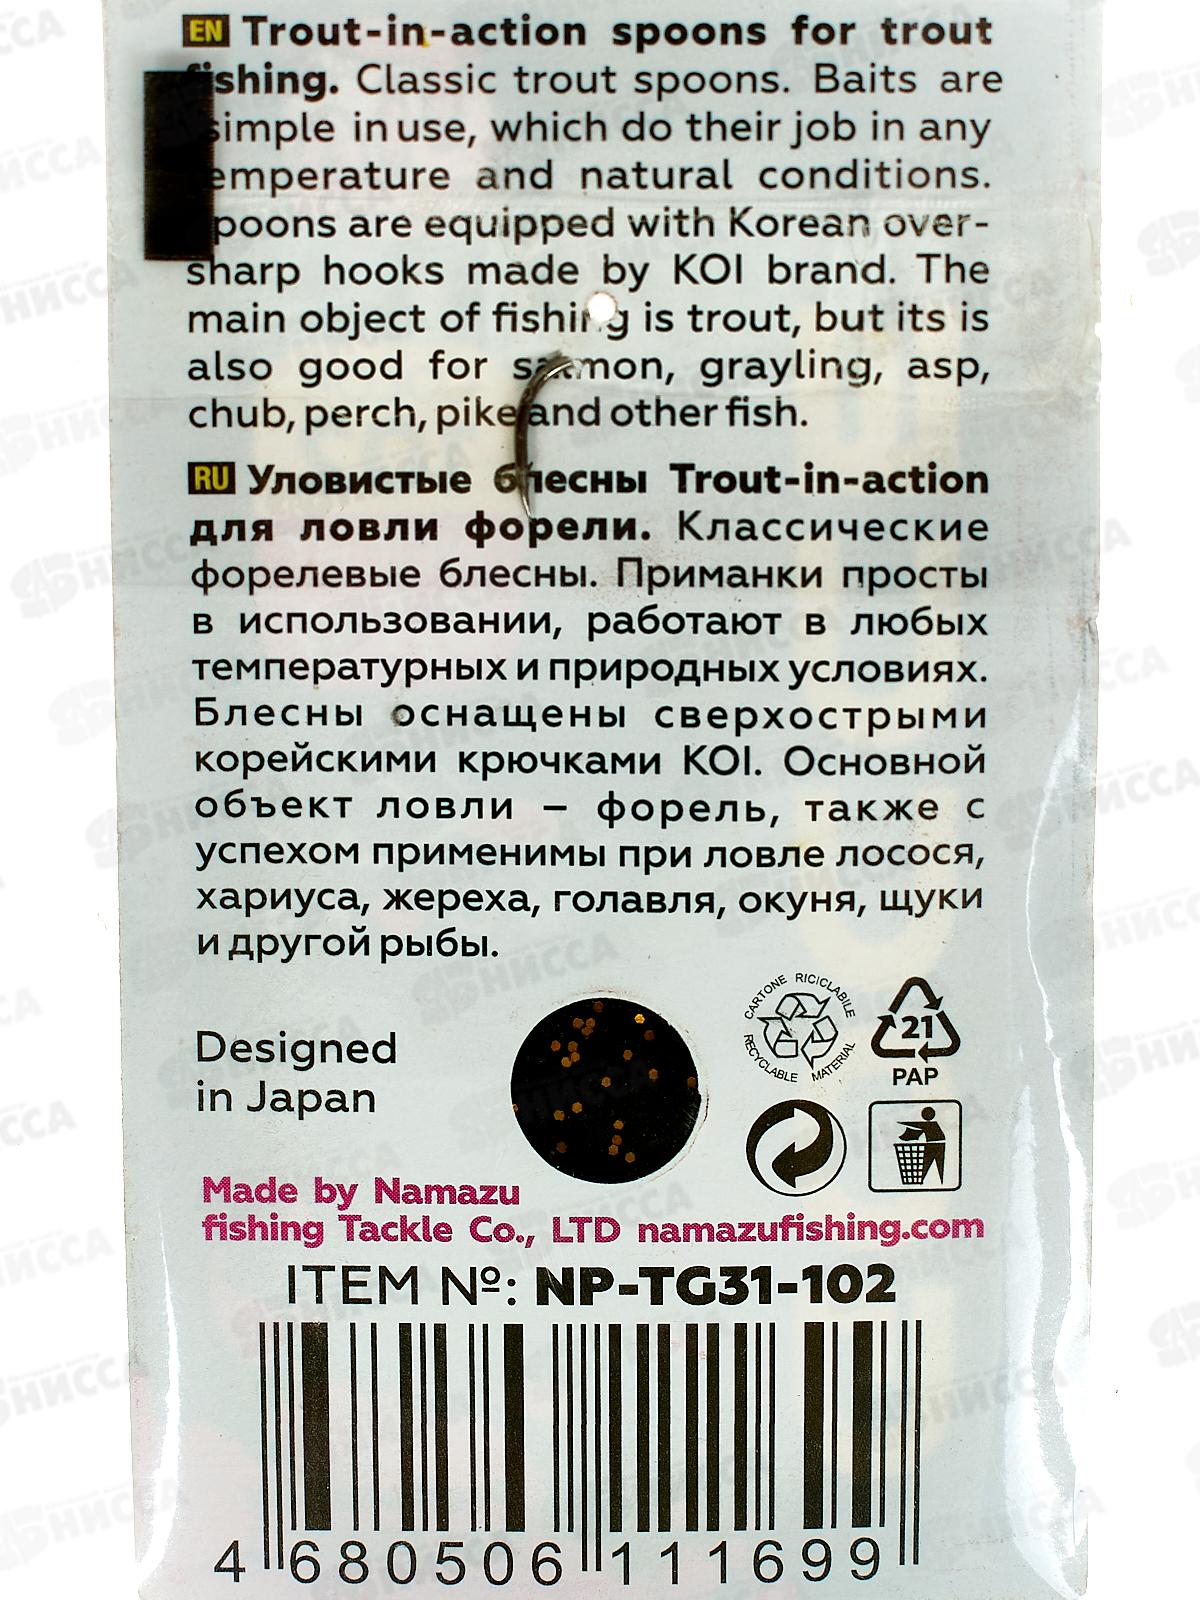 EN Trout-in-action spoons for trout
fishing. Classic trout spoons. Baits are
simple in use, which do their job in any
temperature and natural conditions.
Spoons are equipped with Korean over-
sharp hooks made by KOI brand. The
main object of fishing is trout, but its is
also good for salmon, grayling, asp,
chub, perch, pike and other fish.
RU Уловистые блесны Trout-in-action
для ловли форели. Классические
форелевые блесны. Приманки просты
в использовании, работают в любых
температурных и природных условиях.
Блесны оснащены сверхострыми
корейскими крючками KOI. Основной
объект ловли – форель, также с
успехом применимы при ловле лосося,
хариуса, жереха, голавля, окуня, щуки
и другой рыбы.
CARTONE RICICLABILE
RECYCLABLE MATERIAL
21
PAP
Designed
in Japan
Made by Namazu
fishing Tackle Co., LTD namazufishing.com
ITEM №: NP-TG31-102
4 680506 111699